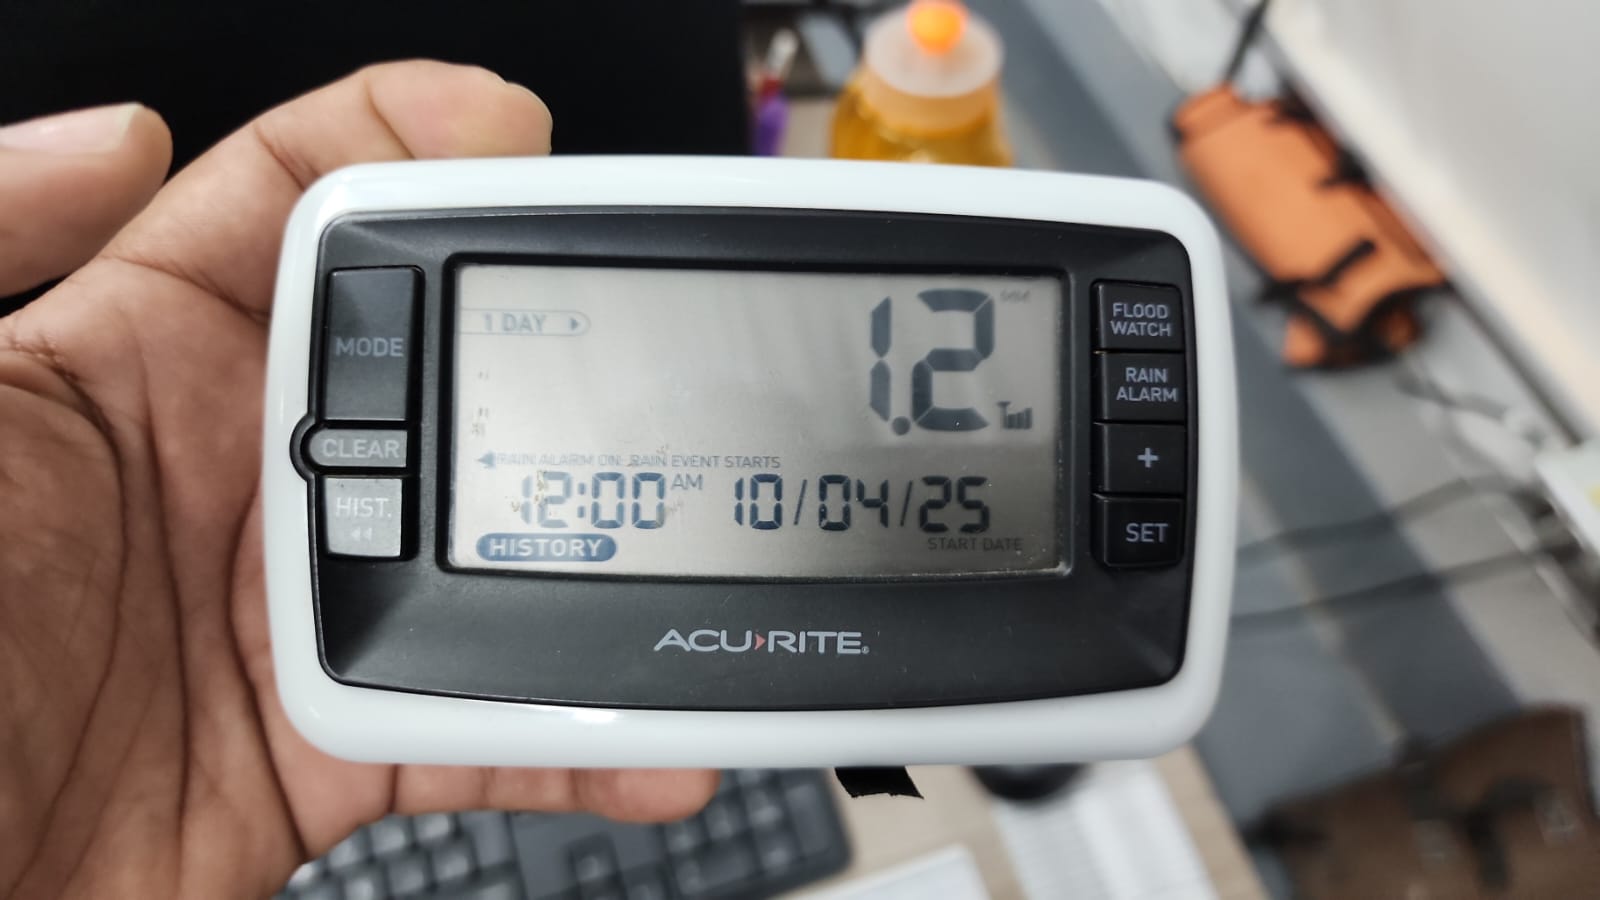 MODE
CLEAR
HIST.
1 DAY
1.2
MM
RAIN ALARM ON: RAIN EVENT STARTS
12:00 AM 10/04/25
HISTORY
START DATE
FLOOD
WATCH
RAIN
ALARM
+
SET
ACURITE®